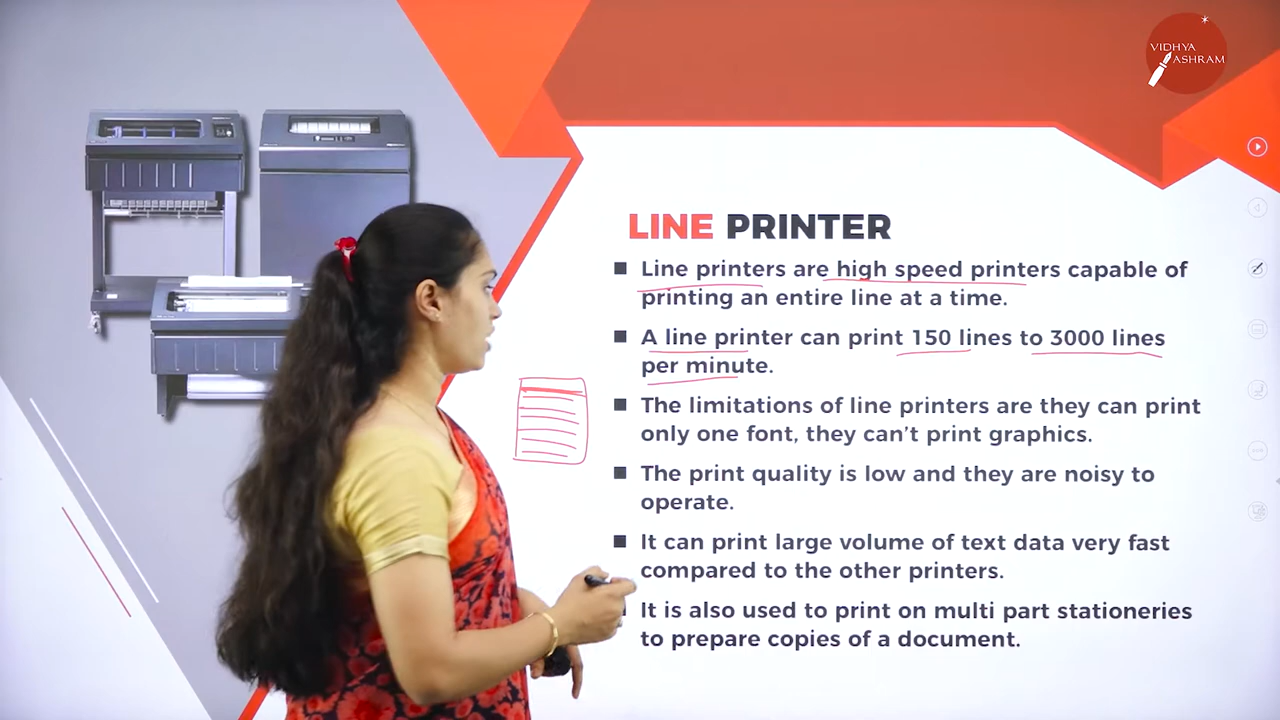 VIDHYA
ASHRAM
LINE PRINTER
Line printers are high speed printers capable of
printing an entire line at a time.
A line printer can print 150 lines to 3000 lines
per minute.
The limitations of line printers are they can print
only one font, they can't print graphics.
The print quality is low and they are noisy to
operate.
It can print large volume of text data very fast
compared to the other printers.
It is also used to print on multi part stationeries
to prepare copies of a document.